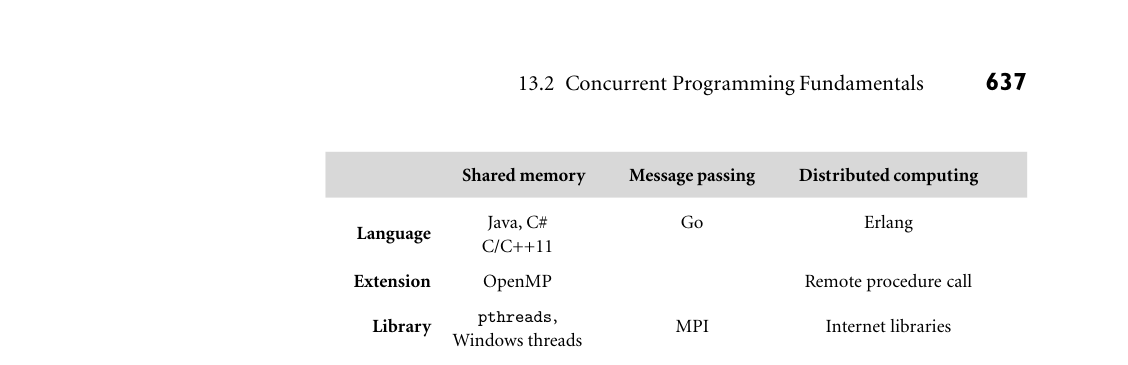 13.2 Concurrent Programming Fundamentals 637
Shared memory Message passing Distributed computing
Language Java, C# C/C++11 Go Erlang
Extension OpenMP Remote procedure call
Library pthreads, Windows threads MPI Internet libraries